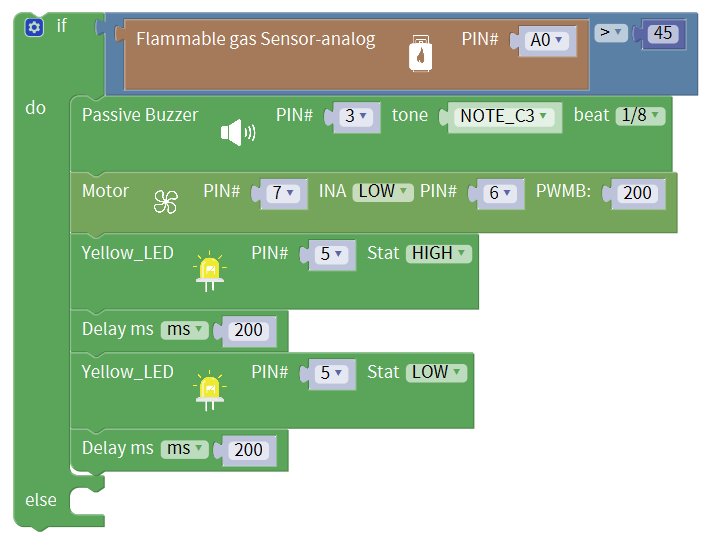 if Flammable gas Sensor-analog PIN# A0 > 45
do
Passive Buzzer PIN# 3 tone NOTE_C3 beat 1/8
Motor PIN# 7 INA LOW PIN# 6 PWMB: 200
Yellow_LED PIN# 5 Stat HIGH
Delay ms ms 200
Yellow_LED PIN# 5 Stat LOW
Delay ms ms 200
else